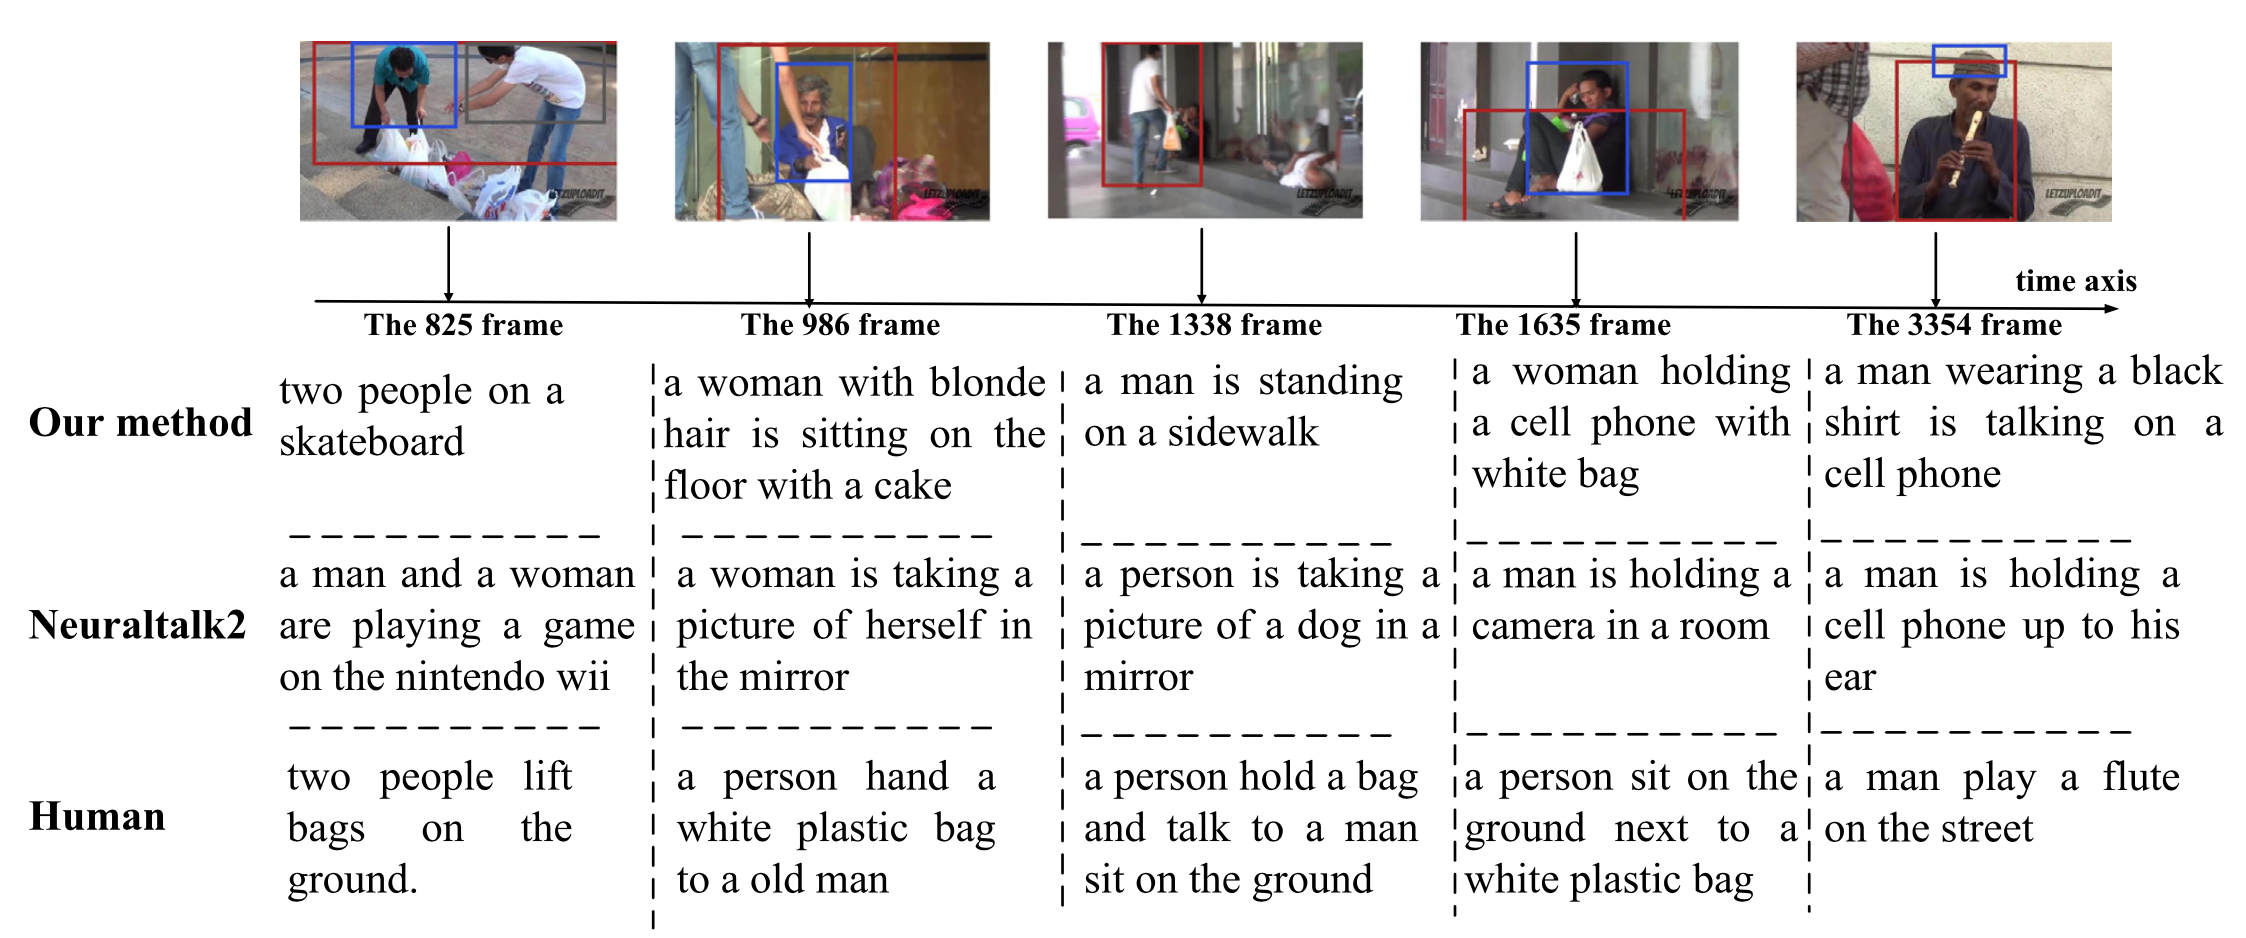 LETZUPLOADIT
LETZUPLOADIT
LETZUPLOADIT
LETZUPLOADIT
LETZUPLOADIT
time axis
The 825 frame
The 986 frame
The 1338 frame
The 1635 frame
The 3354 frame
Our method
two people on a
skateboard
a woman with blonde
hair is sitting on the
floor with a cake
a man is standing
on a sidewalk
a woman holding
a cell phone with
white bag
a man wearing a black
shirt is talking on a
cell phone
Neuraltalk2
a man and a woman
are playing a game
on the nintendo wii
a woman is taking a
picture of herself in
the mirror
a person is taking a
picture of a dog in a
mirror
a man is holding a
camera in a room
a man is holding a
cell phone up to his
ear
Human
two people lift
bags on the
ground.
a person hand a
white plastic bag
to a old man
a person hold a bag
and talk to a man
sit on the ground
a person sit on the
ground next to a
white plastic bag
a man play a flute
on the street